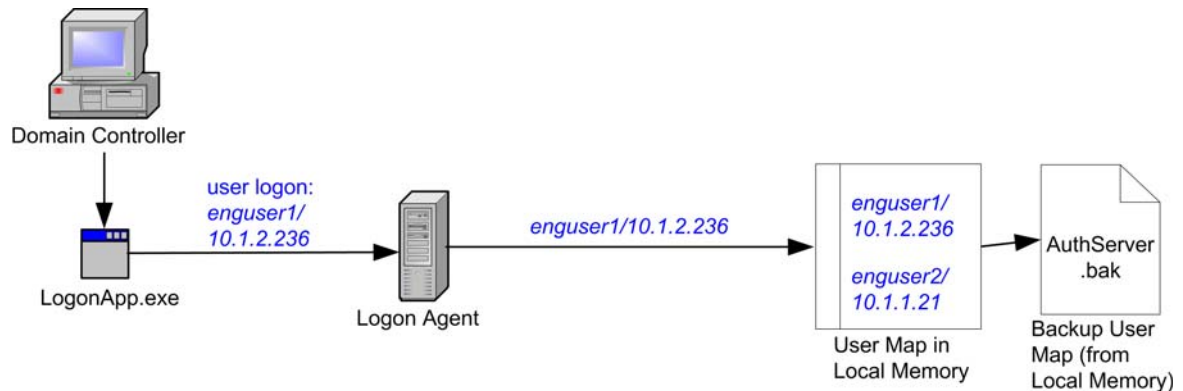 Domain Controller
user logon:
enguser1/
10.1.2.236
LogonApp.exe
Logon Agent
enguser1/10.1.2.236
enguser1/
10.1.2.236
enguser2/
10.1.1.21
User Map in
Local Memory
AuthServer
.bak
Backup User
Map (from
Local Memory)